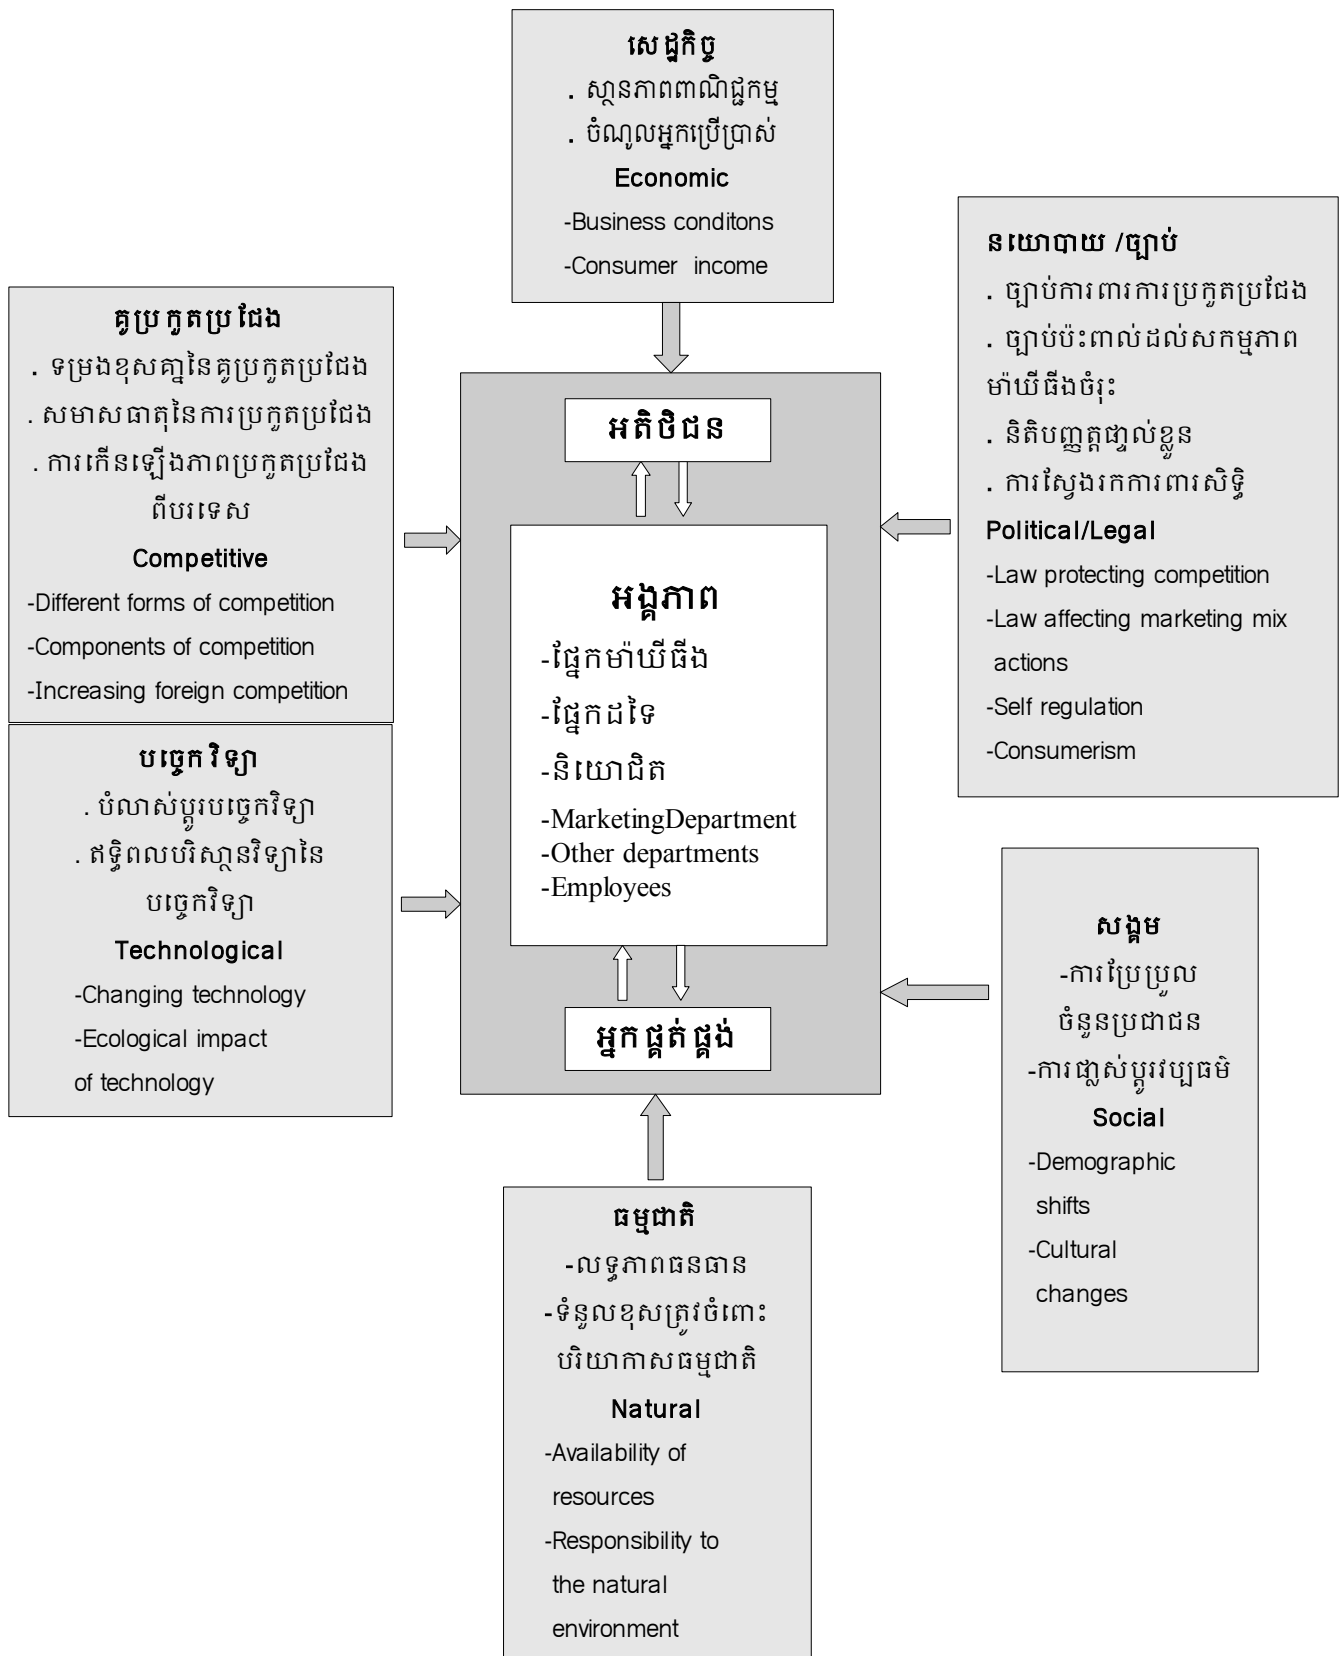 សេដ្ឋកិច្ច
. ស្ថានភាពពាណិជ្ជកម្ម
. ចំណូលអ្នកប្រើប្រាស់
Economic
-Business conditons
-Consumer income
នយោបាយ /ច្បាប់
. ច្បាប់ការពារការប្រកួតប្រជែង
. ច្បាប់ប៉ះពាល់ដល់សកម្មភាព
ម៉ាឃីធីងចំរុះ
. និតិបញ្ញត្តផ្ទាល់ខ្លួន
. ការស្វែងរកការពារសិទ្ធិ
Political/Legal
-Law protecting competition
-Law affecting marketing mix
actions
-Self regulation
-Consumerism
គូប្រកួតប្រជែង
. ទម្រងខុសគ្នានៃគូប្រកួតប្រជែង
. សមាសធាតុនៃការប្រកួតប្រជែង
. ការកើនឡើងភាពប្រកួតប្រជែង
ពីបរទេស
Competitive
-Different forms of competition
-Components of competition
-Increasing foreign competition
អតិថិជន
អង្គភាព
-ផ្នែកម៉ាឃីធីង
-ផ្នែកដទៃ
-និយោជិត
-MarketingDepartment
-Other departments
-Employees
អ្នកផ្គត់ផ្គង់
បច្ចេកវិទ្យា
. បំលាស់ប្តូរបច្ចេកវិទ្យា
. ឥទ្ធិពលបរិស្ថានវិទ្យានៃ
បច្ចេកវិទ្យា
Technological
-Changing technology
-Ecological impact
of technology
សង្គម
-ការប្រែប្រួល
ចំនួនប្រជាជន
-ការផ្លាស់ប្តូរវប្បធម៌
Social
-Demographic
shifts
-Cultural
changes
ធម្មជាតិ
-លទ្ធភាពធនធាន
-ទំនួលខុសត្រូវចំពោះ
បរិយាកាសធម្មជាតិ
Natural
-Availability of
resources
-Responsibility to
the natural
environment